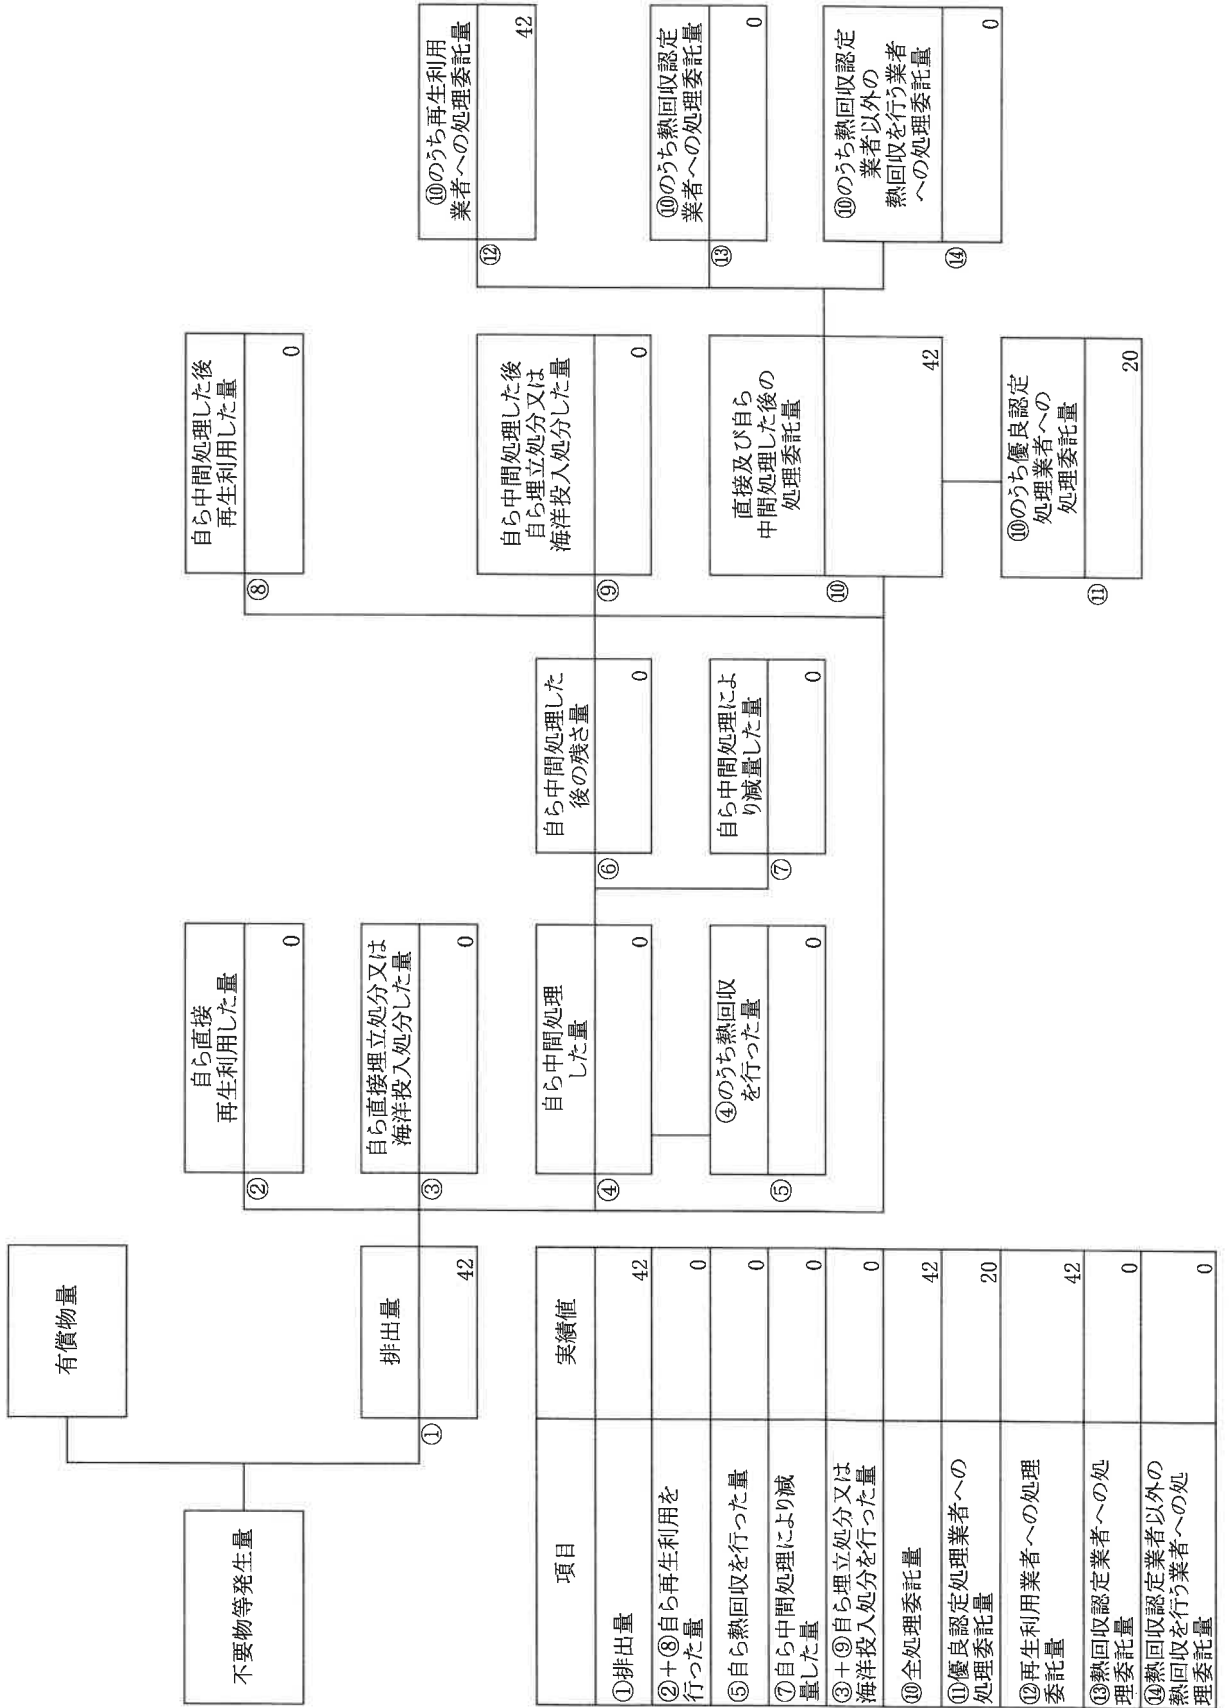 不要物等発生量
有償物量
排出量
①
42
自ら直接
再生利用した量
②
0
自ら直接埋立処分又は
海洋投入処分した量
③
0
自ら中間処理
した量
④
0
④のうち熱回収
を行った量
⑤
0
自ら中間処理した
後の残さ量
⑥
0
自ら中間処理によ
り減量した量
⑦
0
自ら中間処理した後
再生利用した量
⑧
0
自ら中間処理した後
自ら埋立処分又は
海洋投入処分した量
⑨
0
直接及び自ら
中間処理した後の
処理委託量
⑩
42
⑩のうち優良認定
処理業者への
処理委託量
⑪
20
⑩のうち再生利用
業者への処理委託量
⑫
42
⑩のうち熱回収認定
業者への処理委託量
⑬
0
⑩のうち熱回収認定
業者以外の
熱回収を行う業者
への処理委託量
⑭
0
項目 実績値
①排出量 42
②+⑧自ら再生利用を
行った量 0
⑤自ら熱回収を行った量 0
⑦自ら中間処理により減
量した量 0
③+⑨自ら埋立処分又は
海洋投入処分を行った量 0
⑩全処理委託量 42
⑪優良認定処理業者への
処理委託量 20
⑫再生利用業者への処理
委託量 42
⑬熱回収認定業者への処
理委託量 0
⑭熱回収認定業者以外の
熱回収を行う業者への処
理委託量 0